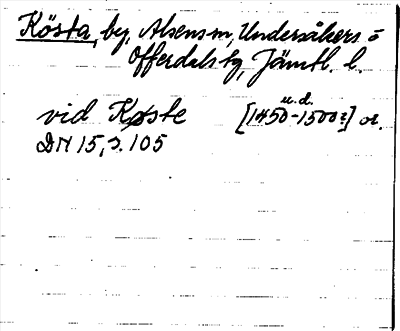 Kösta, by, Alsens sn, Undersåkers o
Offerdals tg, Jämtl. l.
u.d.
vid Køste [1450-1500?] or.
DN 15, s. 105